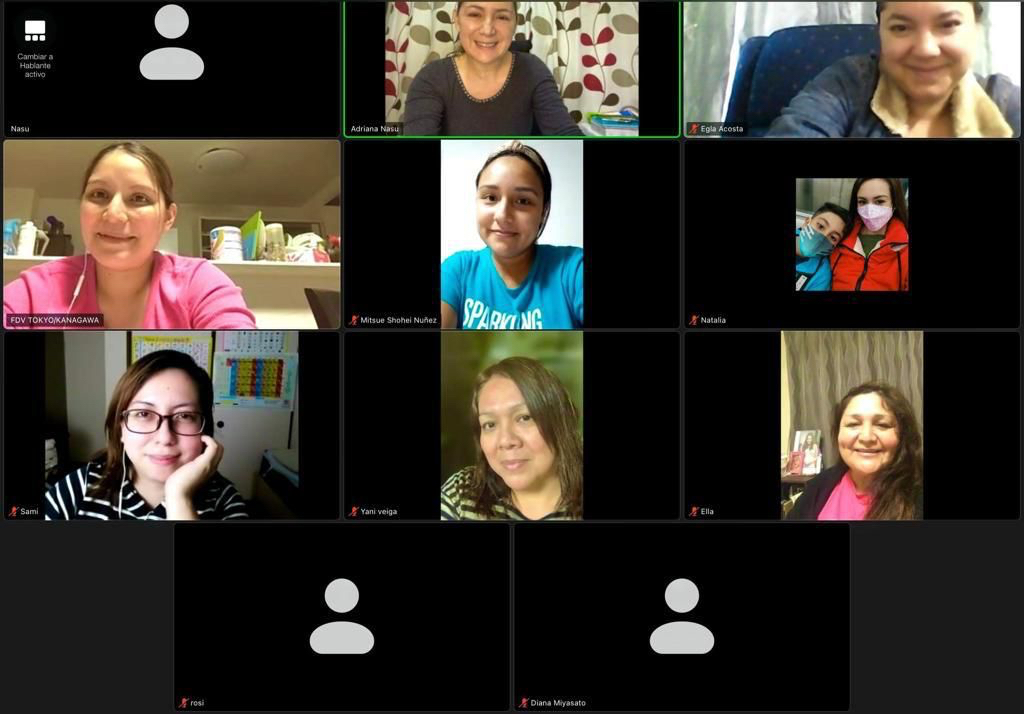 Cambiar a
Hablante
activo
Nasu
Adriana Nasu
Egla Acosta
FDV TOKYO/KANAGAWA
SPARKLING
Mitsue Shohei Nuñez
Natalia
Sami
Yani veiga
Ella
rosi
Diana Miyasato